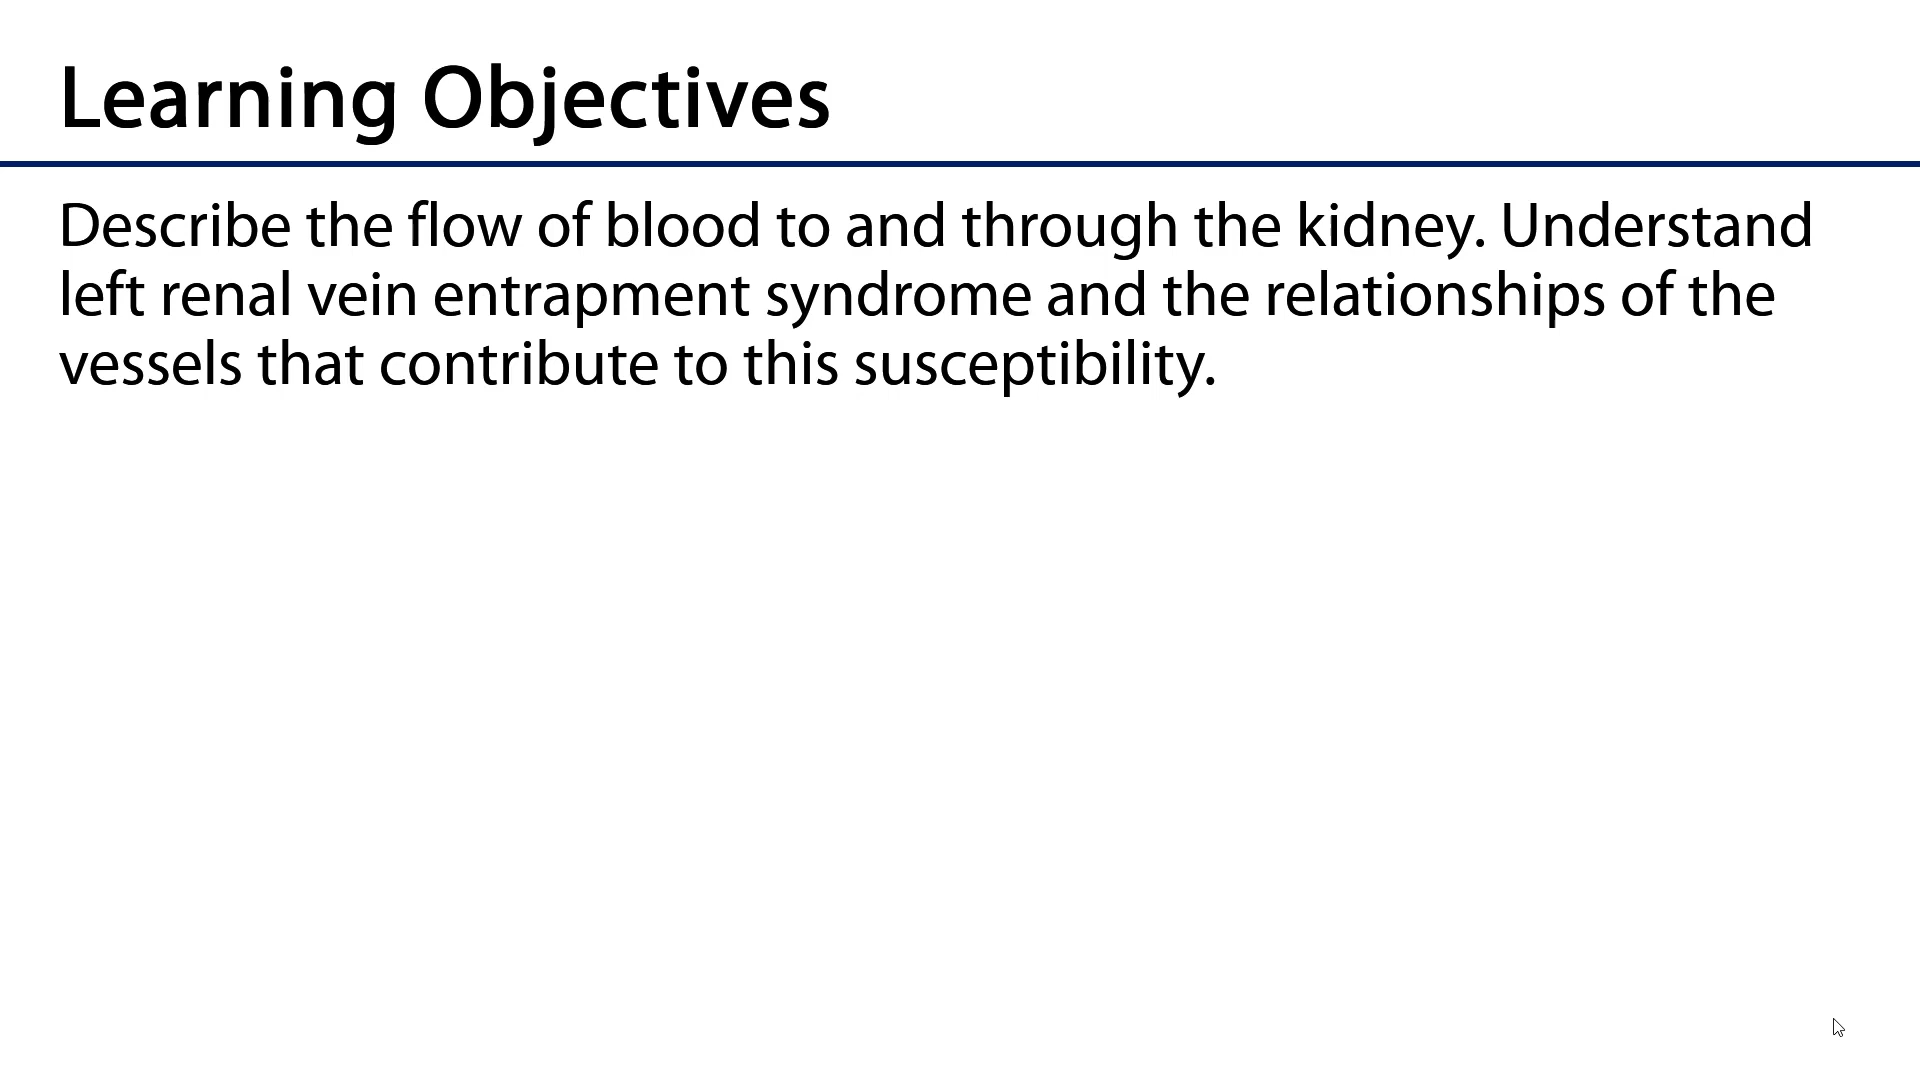 Learning Objectives
Describe the flow of blood to and through the kidney. Understand
left renal vein entrapment syndrome and the relationships of the
vessels that contribute to this susceptibility.